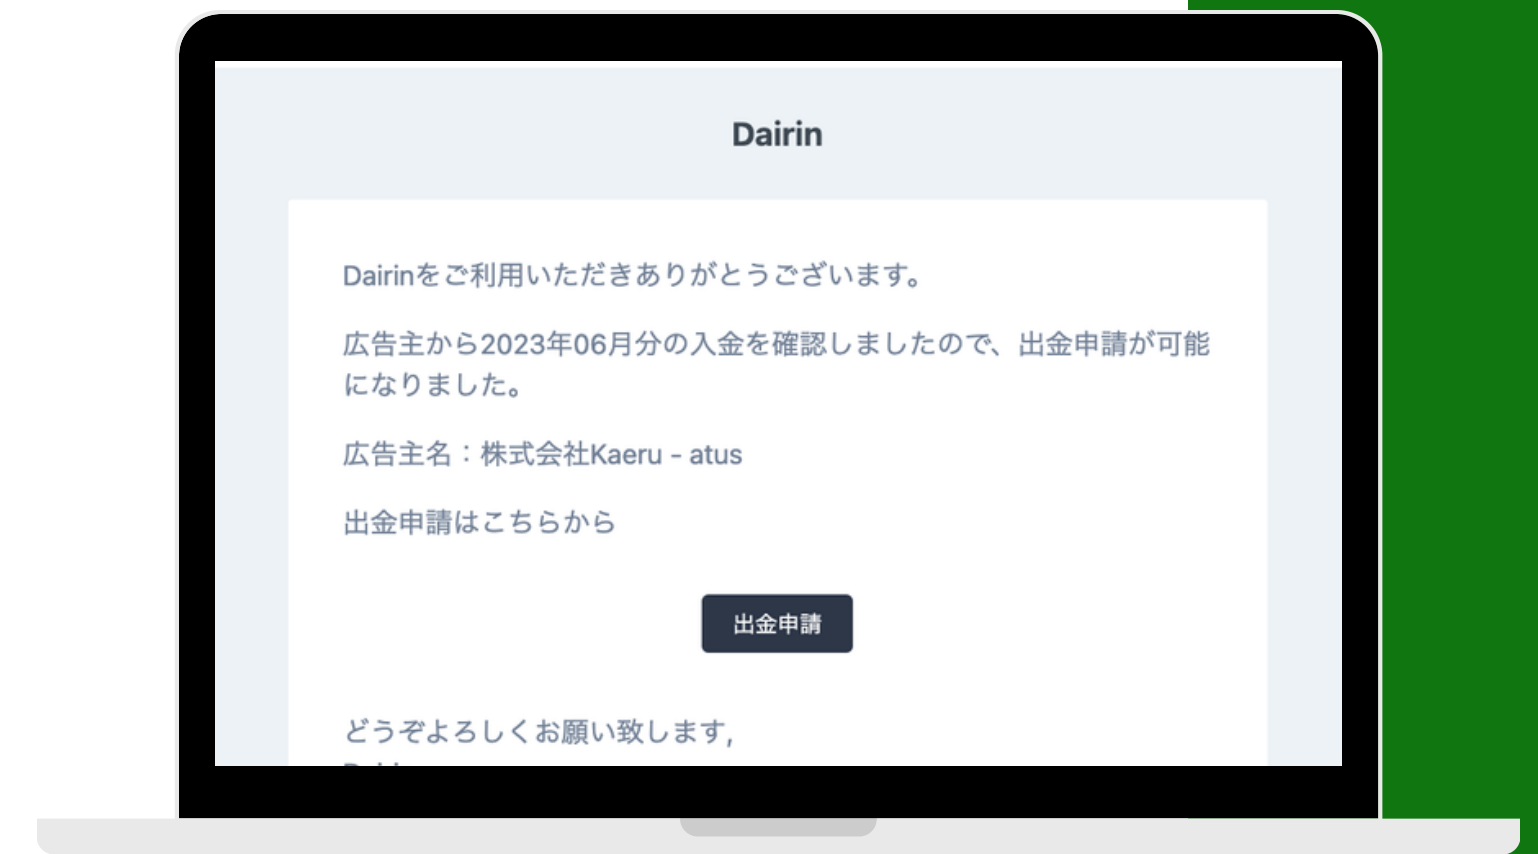 Dairin
Dairinをご利用いただきありがとうございます。
広告主から2023年06月分の入金を確認しましたので、出金申請が可能
になりました。
広告主名：株式会社Kaeru - atus
出金申請はこちらから
出金申請
どうぞよろしくお願い致します,